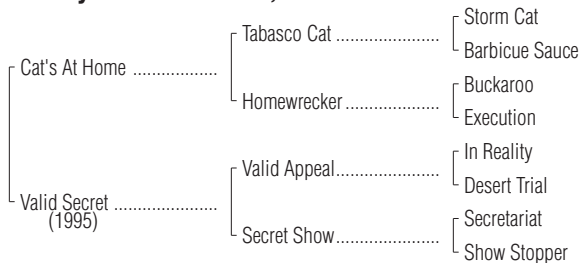 Storm Cat
Tabasco Cat ....................
Barbicue Sauce
Cat's At Home ................
Buckaroo
Homewrecker ..................
Execution
In Reality
Valid Appeal....................
Desert Trial
Valid Secret ....................
(1995)
Secretariat
Secret Show....................
Show Stopper